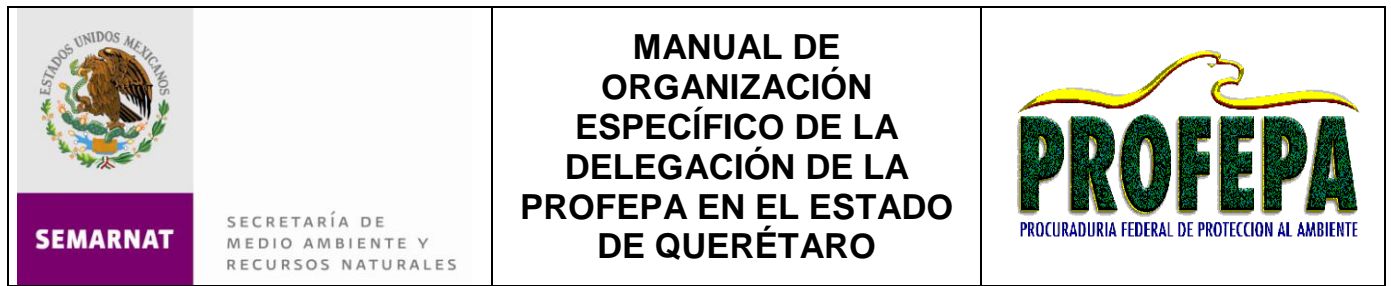 ESTADOS UNIDOS MEXICANOS
SEMARNAT
SECRETARÍA DE
MEDIO AMBIENTE Y
RECURSOS NATURALES
MANUAL DE
ORGANIZACIÓN
ESPECÍFICO DE LA
DELEGACIÓN DE LA
PROFEPA EN EL ESTADO
DE QUERÉTARO
PROFEPA
PROCURADURIA FEDERAL DE PROTECCION AL AMBIENTE